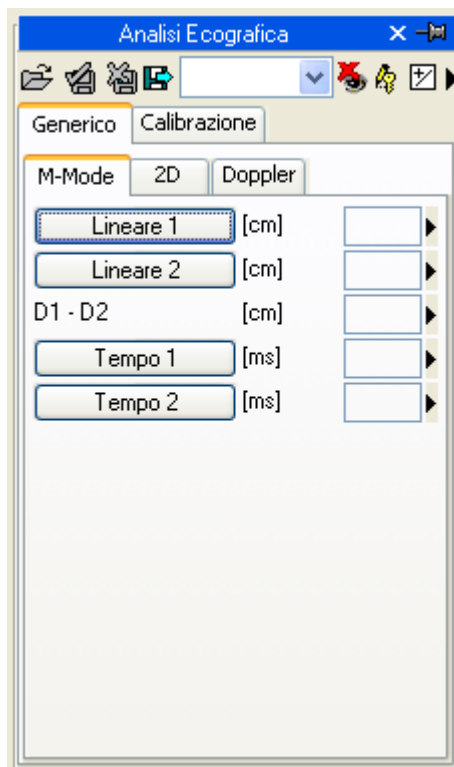 Analisi Ecografica
Generico Calibrazione
M-Mode 2D Doppler
Lineare 1 [cm]
Lineare 2 [cm]
D1 - D2 [cm]
Tempo 1 [ms]
Tempo 2 [ms]